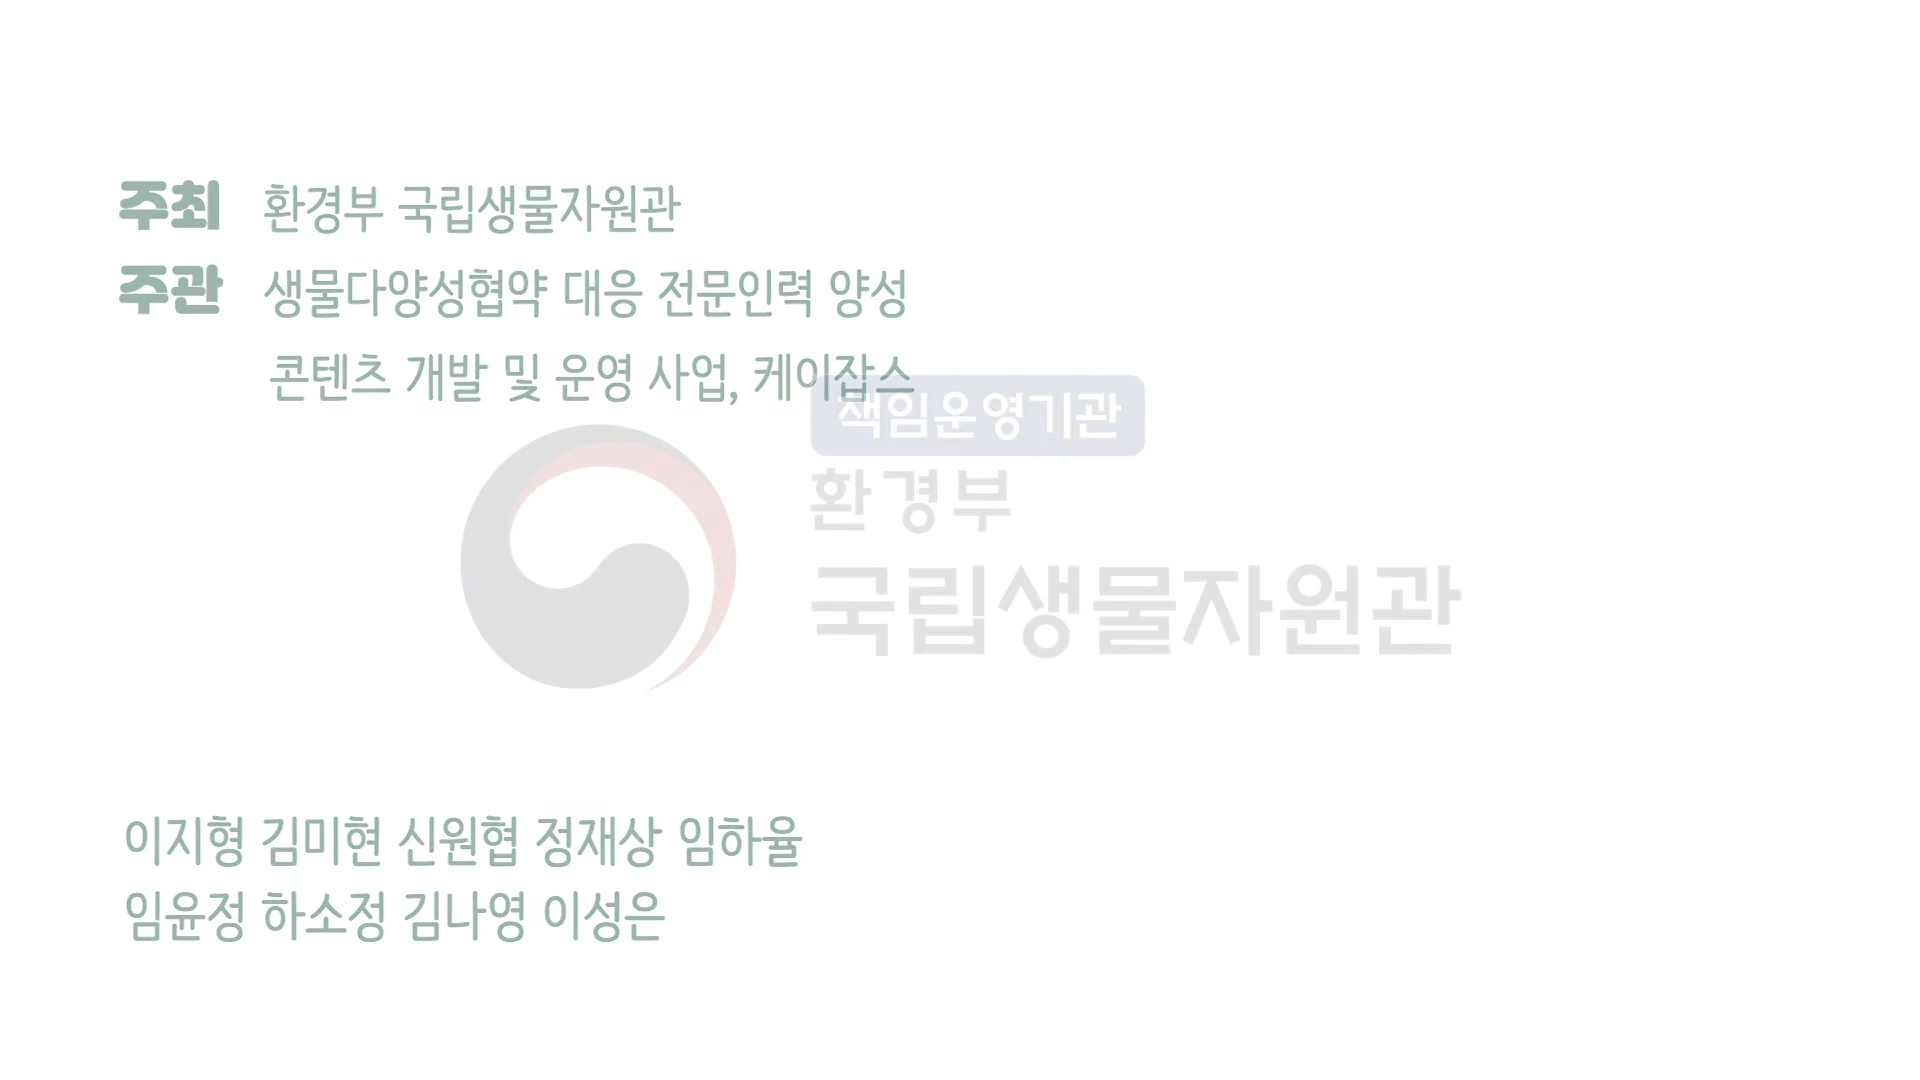 주최 환경부 국립생물자원관
주관 생물다양성협약 대응 전문인력 양성
콘텐츠 개발 및 운영 사업, 케이잡스
책임운영기관
환경부
국립생물자원관
이지형 김미현 신원협 정재상 임하율
임윤정 하소정 김나영 이성은